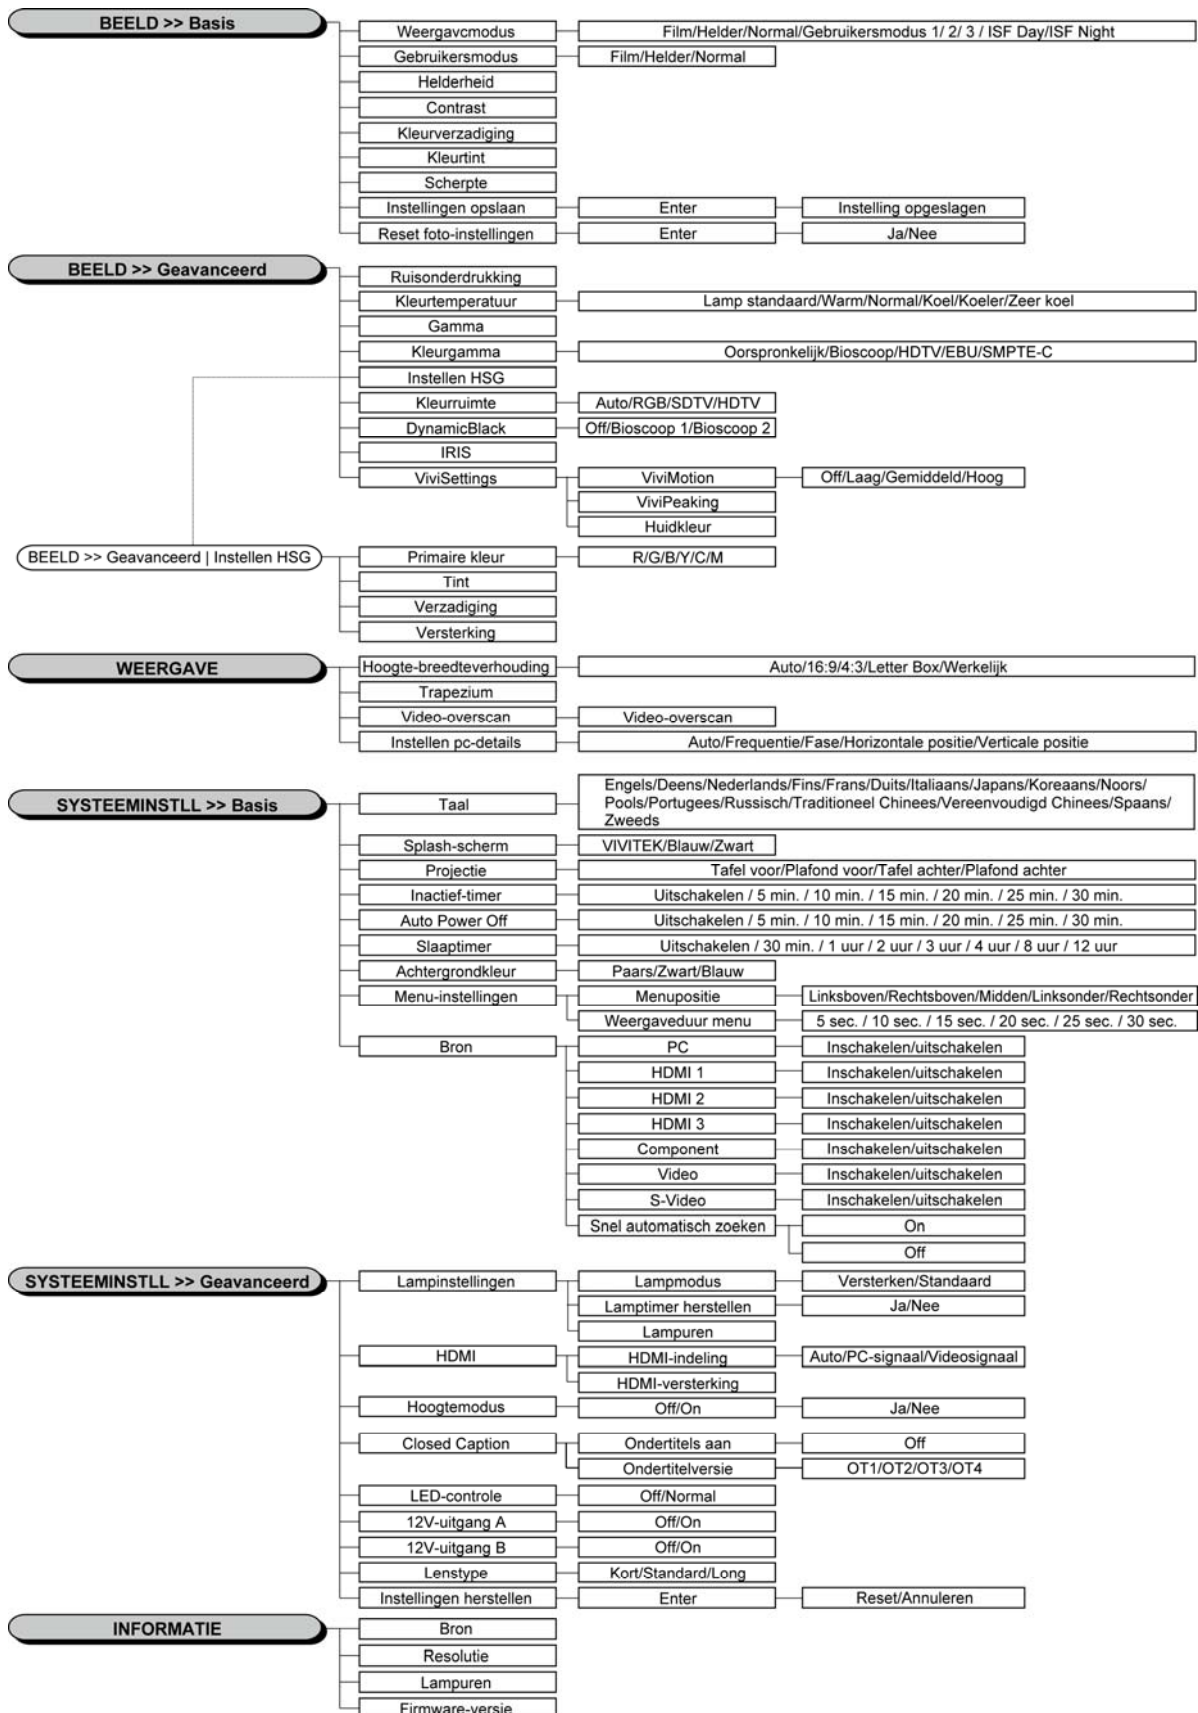 BEELD >> Basis
Weergavcmodus Film/Helder/Normal/Gebruikersmodus 1/ 2/ 3 / ISF Day/ISF Night
Gebruikersmodus Film/Helder/Normal
Helderheid
Contrast
Kleurverzadiging
Kleurtint
Scherpte
Instellingen opslaan Enter Instelling opgeslagen
Reset foto-instellingen Enter Ja/Nee
BEELD >> Geavanceerd
Ruisonderdrukking
Kleurtemperatuur Lamp standaard/Warm/Normal/Koel/Koeler/Zeer koel
Gamma
Kleurgamma Oorspronkelijk/Bioscoop/HDTV/EBU/SMPTE-C
Instellen HSG
Kleurruimte Auto/RGB/SDTV/HDTV
DynamicBlack Off/Bioscoop 1/Bioscoop 2
IRIS
ViviSettings ViviMotion Off/Laag/Gemiddeld/Hoog
ViviPeaking
Huidkleur
BEELD >> Geavanceerd | Instellen HSG Primaire kleur R/G/B/Y/C/M
Tint
Verzadiging
Versterking
WEERGAVE Hoogte-breedteverhouding Auto/16:9/4:3/Letter Box/Werkelijk
Trapezium
Video-overscan Video-overscan
Instellen pc-details Auto/Frequentie/Fase/Horizontale positie/Verticale positie
SYSTEEMINSTLL >> Basis Taal Engels/Deens/Nederlands/Fins/Frans/Duits/Italiaans/Japans/Koreaans/Noors/
Pools/Portugees/Russisch/Traditioneel Chinees/Vereenvoudigd Chinees/Spaans/
Zweeds
Splash-scherm VIVITEK/Blauw/Zwart
Projectie Tafel voor/Plafond voor/Tafel achter/Plafond achter
Inactief-timer Uitschakelen / 5 min. / 10 min. / 15 min. / 20 min. / 25 min. / 30 min.
Auto Power Off Uitschakelen / 5 min. / 10 min. / 15 min. / 20 min. / 25 min. / 30 min.
Slaaptimer Uitschakelen / 30 min. / 1 uur / 2 uur / 3 uur / 4 uur / 8 uur / 12 uur
Achtergrondkleur Paars/Zwart/Blauw
Menu-instellingen Menupositie Linksboven/Rechtsboven/Midden/Linksonder/Rechtsonder
Weergaveduur menu 5 sec. / 10 sec. / 15 sec. / 20 sec. / 25 sec. / 30 sec.
Bron PC Inschakelen/uitschakelen
HDMI 1 Inschakelen/uitschakelen
HDMI 2 Inschakelen/uitschakelen
HDMI 3 Inschakelen/uitschakelen
Component Inschakelen/uitschakelen
Video Inschakelen/uitschakelen
S-Video Inschakelen/uitschakelen
Snel automatisch zoeken On
Off
SYSTEEMINSTLL >> Geavanceerd Lampinstellingen Lampmodus Versterken/Standaard
Lamptimer herstellen Ja/Nee
Lampuren
HDMI HDMI-indeling Auto/PC-signaal/Videosignaal
HDMI-versterking
Hoogtemodus Off/On Ja/Nee
Closed Caption Ondertitels aan Off
Ondertitelversie OT1/OT2/OT3/OT4
LED-controle Off/Normal
12V-uitgang A Off/On
12V-uitgang B Off/On
Lenstype Kort/Standard/Long
Instellingen herstellen Enter Reset/Annuleren
INFORMATIE Bron
Resolutie
Lampuren
Firmware-versie